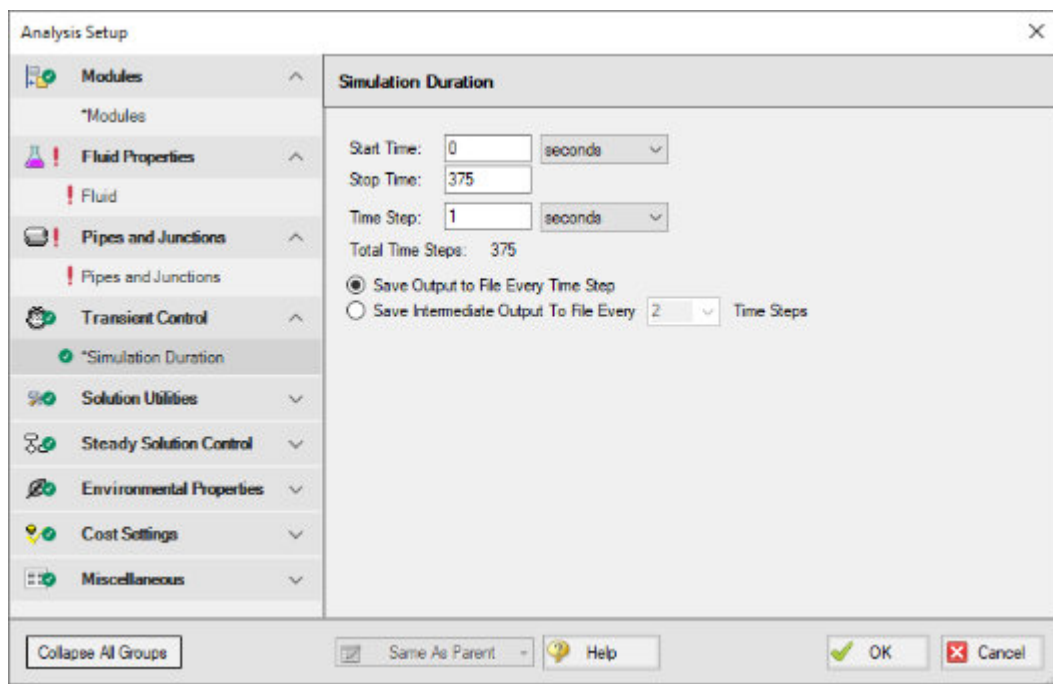 Analysis Setup
Modules
*Modules
Fluid Properties
Fluid
Pipes and Junctions
Pipes and Junctions
Transient Control
*Simulation Duration
Solution Utilities
Steady Solution Control
Environmental Properties
Cost Settings
Miscellaneous
Simulation Duration
Start Time: 0 seconds
Stop Time: 375
Time Step: 1 seconds
Total Time Steps: 375
Save Output to File Every Time Step
Save Intermediate Output To File Every 2 Time Steps
Collapse All Groups Same As Parent Help OK Cancel